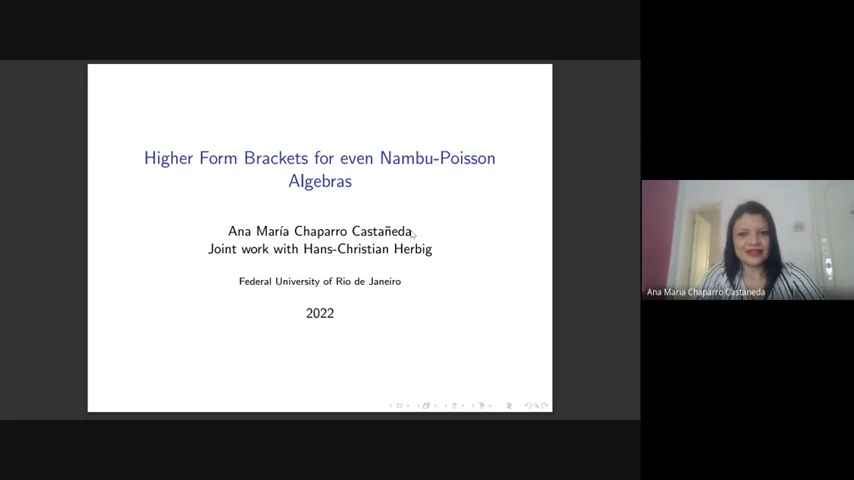 Higher Form Brackets for even Nambu-Poisson
Algebras
Ana María Chaparro Castañeda
Joint work with Hans-Christian Herbig
Federal University of Rio de Janeiro
2022
Ana Maria Chaparro Castaneda